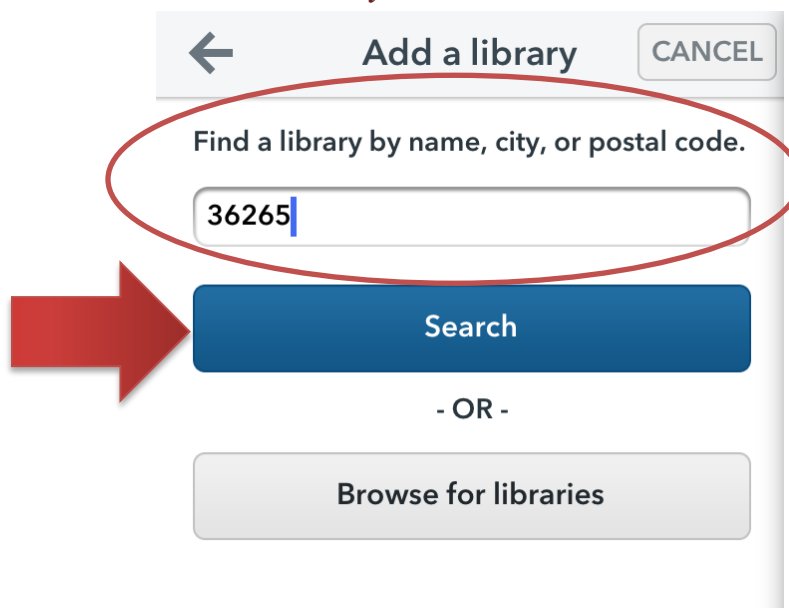 Add a library
CANCEL
Find a library by name, city, or postal code.
36265
Search
- OR -
Browse for libraries